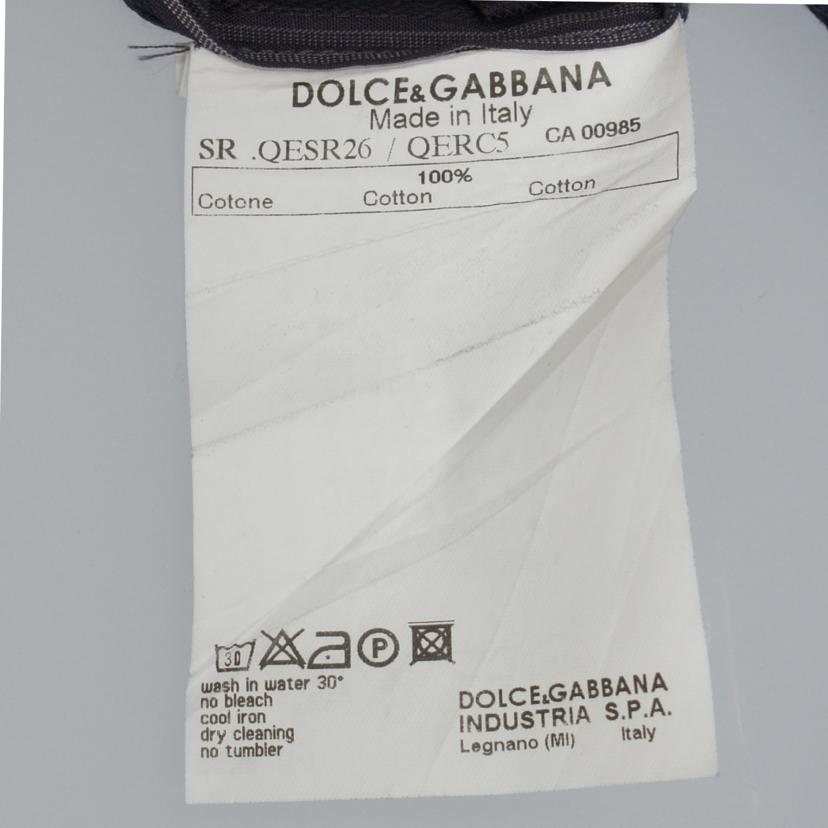 DOLCE&GABBANA
Made in Italy
SR .QESR26 / QERC5 CA 00985
100%
Cotone Cotton Cotton
30 P
wash in water 30°
no bleach
cool iron
dry cleaning
no tumbler
DOLCE&GABBANA
INDUSTRIA S.P.A.
Legnano (MI) Italy